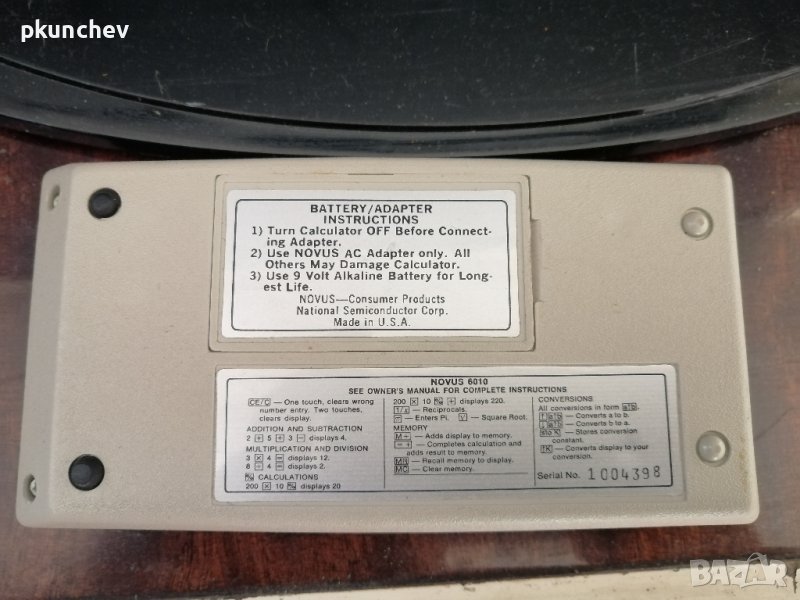 pkunchev
BATTERY/ADAPTER
INSTRUCTIONS
1) Turn Calculator OFF Before Connect-
ing Adapter.
2) Use NOVUS AC Adapter only. All
Others May Damage Calculator.
3) Use 9 Volt Alkaline Battery for Long-
est Life.
NOVUS—Consumer Products
National Semiconductor Corp.
Made in U.S.A.
NOVUS 6010
SEE OWNER'S MANUAL FOR COMPLETE INSTRUCTIONS
CE/C — One touch, clears wrong
number entry. Two touches,
clears display.
ADDITION AND SUBTRACTION
2 + 5 + 3 − displays 4.
MULTIPLICATION AND DIVISION
3 × 4 = displays 12.
8 ÷ 4 = displays 2.
% CALCULATIONS
200 × 10 % displays 20
200 × 10 % + displays 220.
1/x — Reciprocals.
— Enters Pi. √ — Square Root.
MEMORY
M+ — Adds display to memory.
=+ — Completes calculation and
adds result to memory.
MR — Recall memory to display.
MC — Clear memory.
CONVERSIONS
All conversions in form a|b.
— Converts a to b.
— Converts b to a.
sto K — Stores conversion
constant.
K — Converts display to your
conversion.
Serial No. 1004398
BAZAR